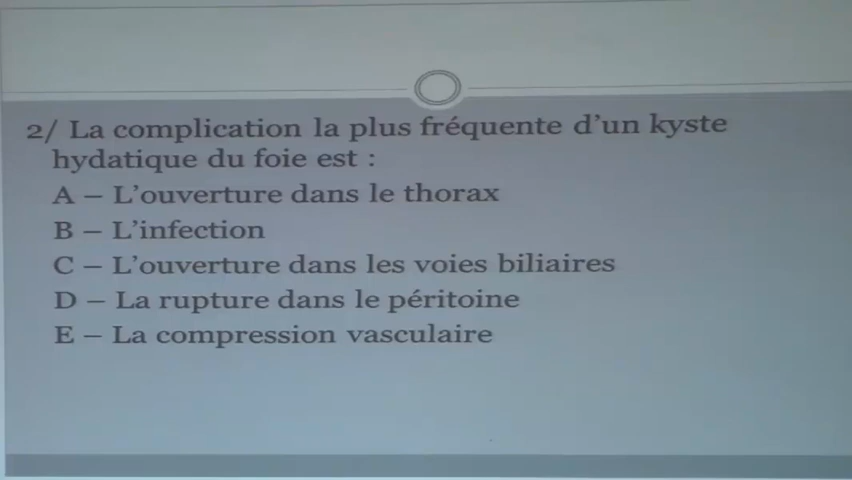 2/ La complication la plus fréquente d'un kyste
hydatique du foie est :
A – L'ouverture dans le thorax
B – L'infection
C – L'ouverture dans les voies biliaires
D – La rupture dans le péritoine
E – La compression vasculaire